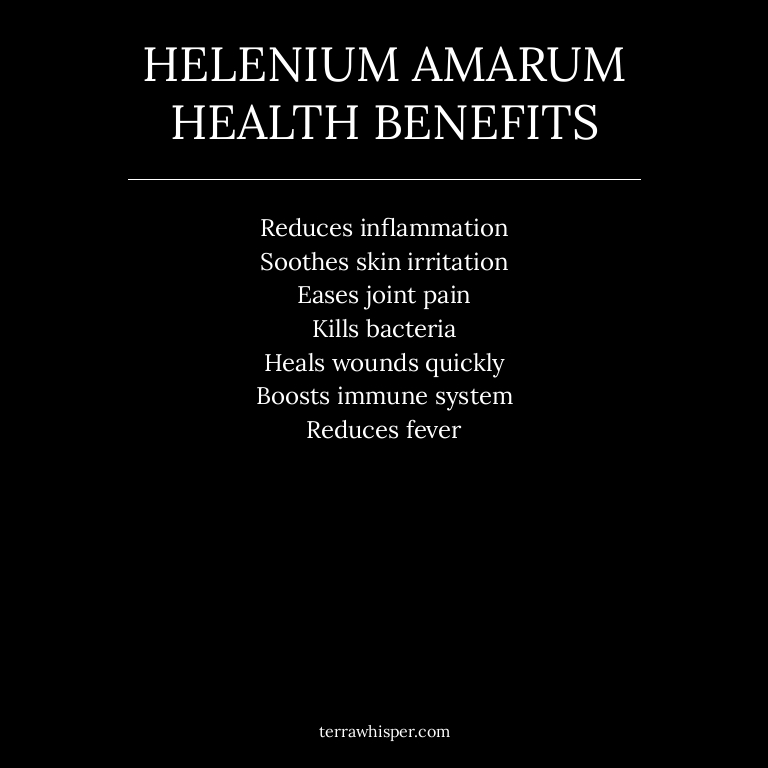 HELENIUM AMARUM
HEALTH BENEFITS
Reduces inflammation
Soothes skin irritation
Eases joint pain
Kills bacteria
Heals wounds quickly
Boosts immune system
Reduces fever
terrawhisper.com